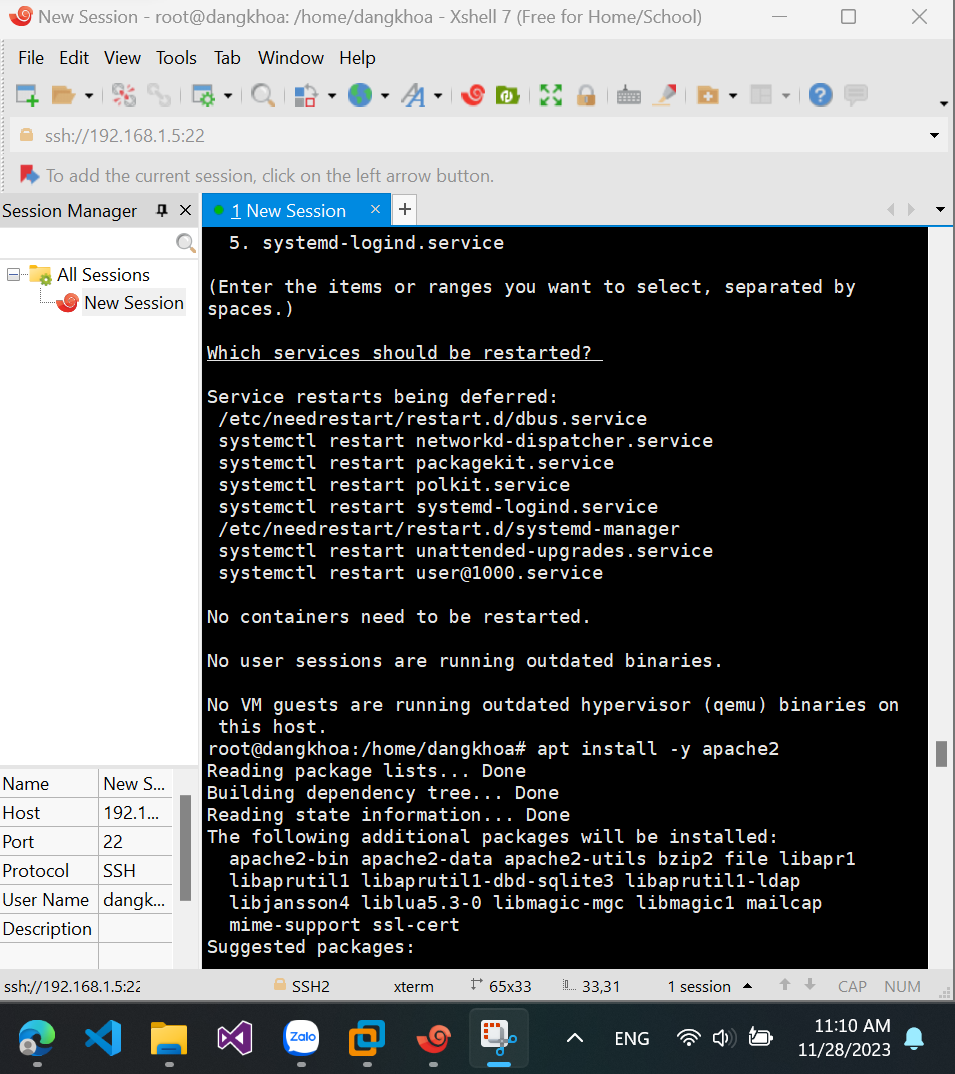 New Session - root@dangkhoa: /home/dangkhoa - Xshell 7 (Free for Home/School)
File Edit View Tools Tab Window Help
ssh://192.168.1.5:22
To add the current session, click on the left arrow button.
Session Manager
1 New Session
All Sessions
New Session
5. systemd-logind.service
(Enter the items or ranges you want to select, separated by
spaces.)
Which services should be restarted?
Service restarts being deferred:
/etc/needrestart/restart.d/dbus.service
systemctl restart networkd-dispatcher.service
systemctl restart packagekit.service
systemctl restart polkit.service
systemctl restart systemd-logind.service
/etc/needrestart/restart.d/systemd-manager
systemctl restart unattended-upgrades.service
systemctl restart user@1000.service
No containers need to be restarted.
No user sessions are running outdated binaries.
No VM guests are running outdated hypervisor (qemu) binaries on
this host.
root@dangkhoa:/home/dangkhoa# apt install -y apache2
Reading package lists... Done
Building dependency tree... Done
Reading state information... Done
The following additional packages will be installed:
apache2-bin apache2-data apache2-utils bzip2 file libapr1
libaprutil1 libaprutil1-dbd-sqlite3 libaprutil1-ldap
libjansson4 liblua5.3-0 libmagic-mgc libmagic1 mailcap
mime-support ssl-cert
Suggested packages:
Name New S...
Host 192.1...
Port 22
Protocol SSH
User Name dangk...
Description
ssh://192.168.1.5:22 SSH2 xterm 65x33 33,31 1 session CAP NUM
Zalo
ENG
11:10 AM
11/28/2023